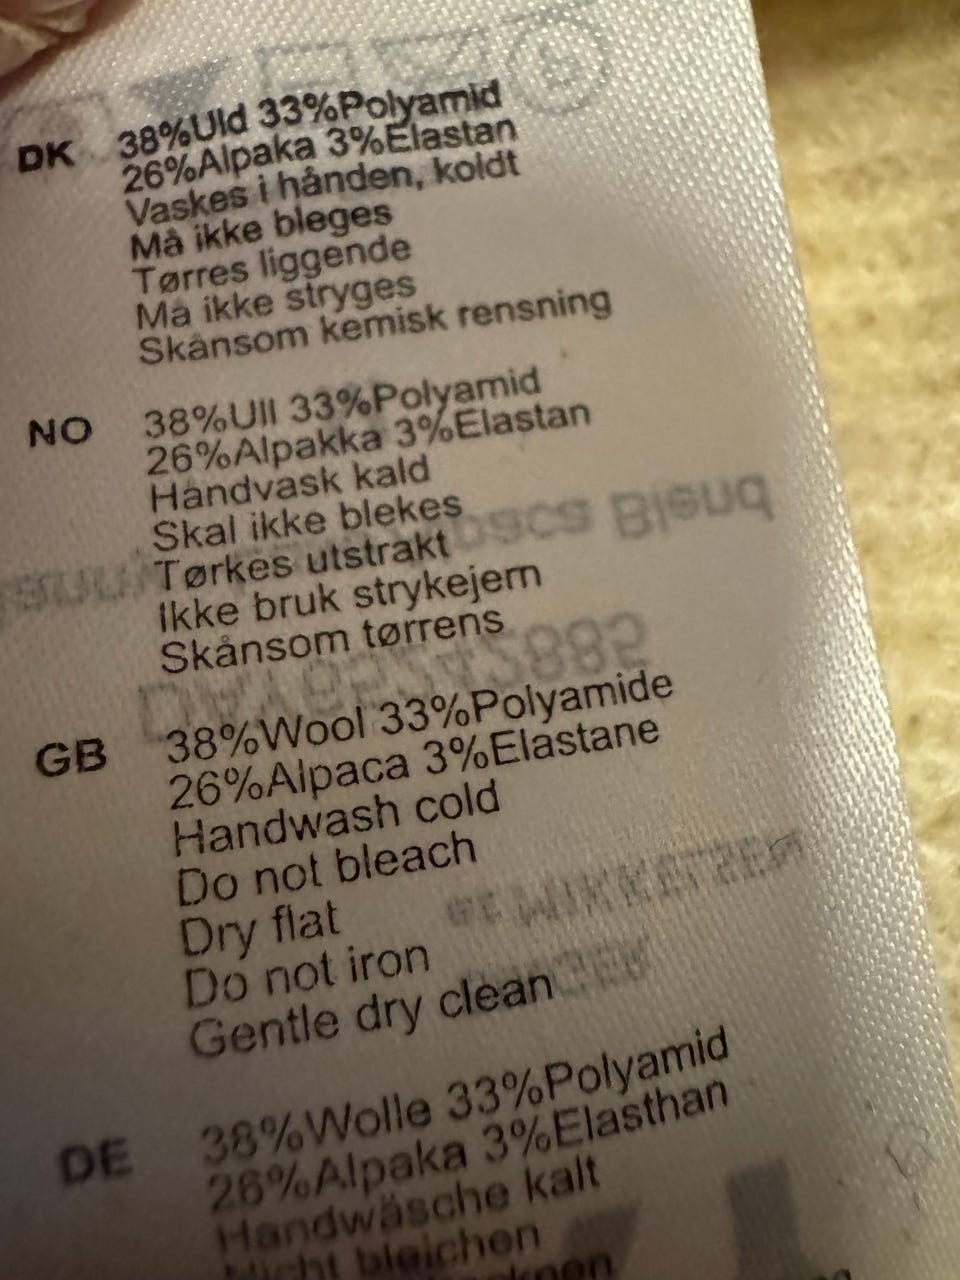 DK 38%Uld 33%Polyamid
26%Alpaka 3%Elastan
Vaskes i hånden, koldt
Må ikke bleges
Tørres liggende
Må ikke stryges
Skånsom kemisk rensning
NO 38%Ull 33%Polyamid
26%Alpakka 3%Elastan
Håndvask kald
Skal ikke blekes
Tørkes utstrakt
Ikke bruk strykejern
Skånsom tørrens
GB 38%Wool 33%Polyamide
26%Alpaca 3%Elastane
Handwash cold
Do not bleach
Dry flat
Do not iron
Gentle dry clean
DE 38%Wolle 33%Polyamid
26%Alpaka 3%Elasthan
Handwäsche kalt
Nicht bleichen